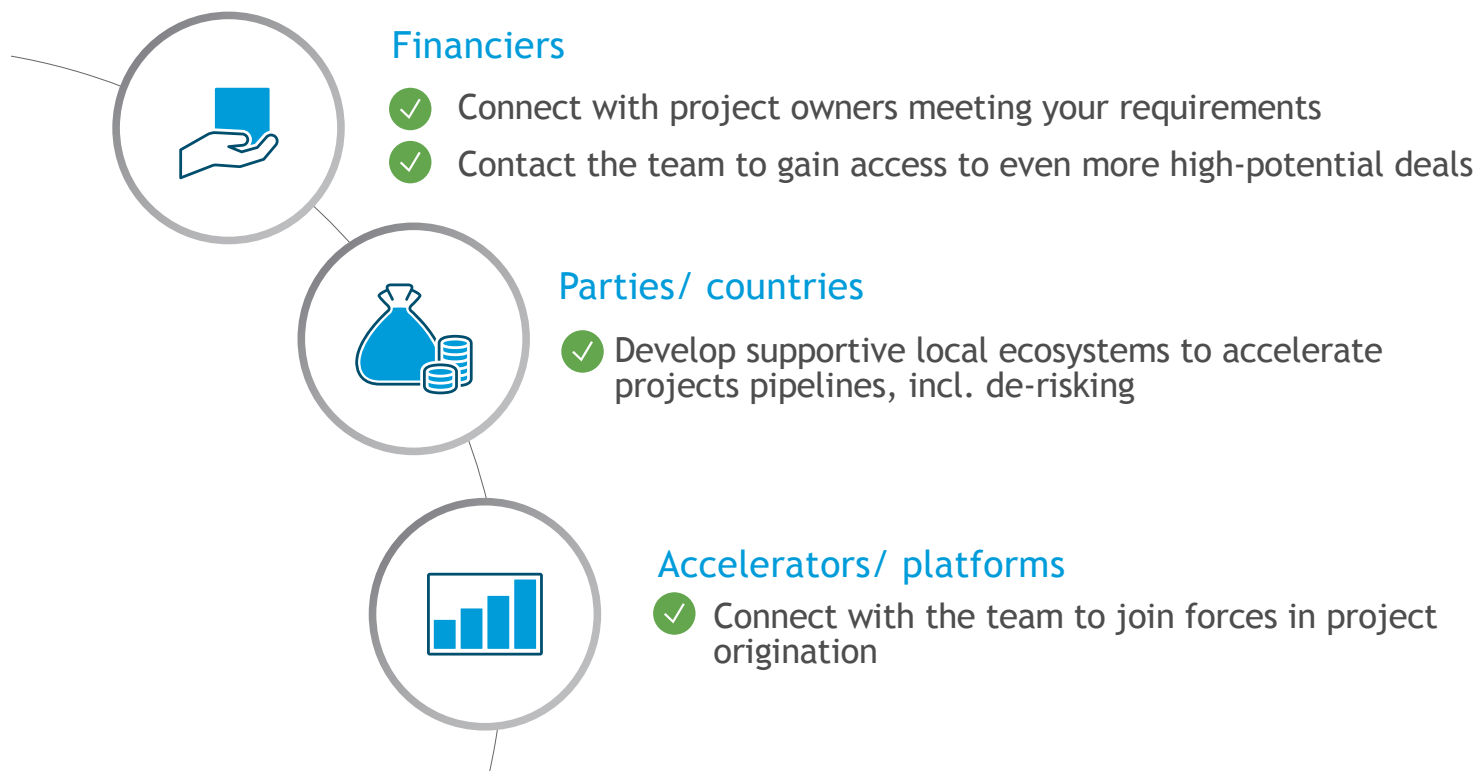 Financiers
Connect with project owners meeting your requirements
Contact the team to gain access to even more high-potential deals
Parties/ countries
Develop supportive local ecosystems to accelerate
projects pipelines, incl. de-risking
Accelerators/ platforms
Connect with the team to join forces in project
origination